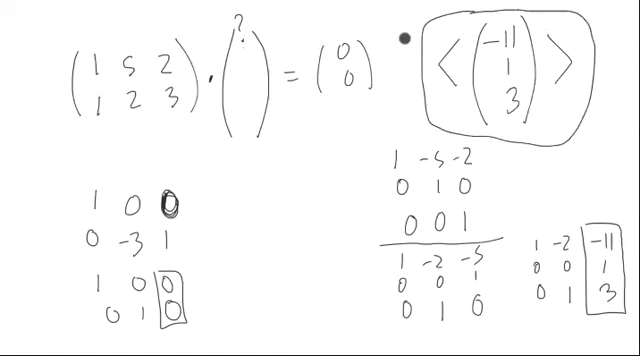 ?
( 1 5 2 ) · ( ) = ( 0 ) < ( -11 ) >
( 1 2 3 ) ( 0 ) ( 1 )
( 3 )
1 0 0
0 -3 1
1 0 0
0 1 0
1 -5 -2
0 1 0
0 0 1
1 -2 -5
0 0 1
0 1 0
1 -2 -11
0 0 1
0 1 3